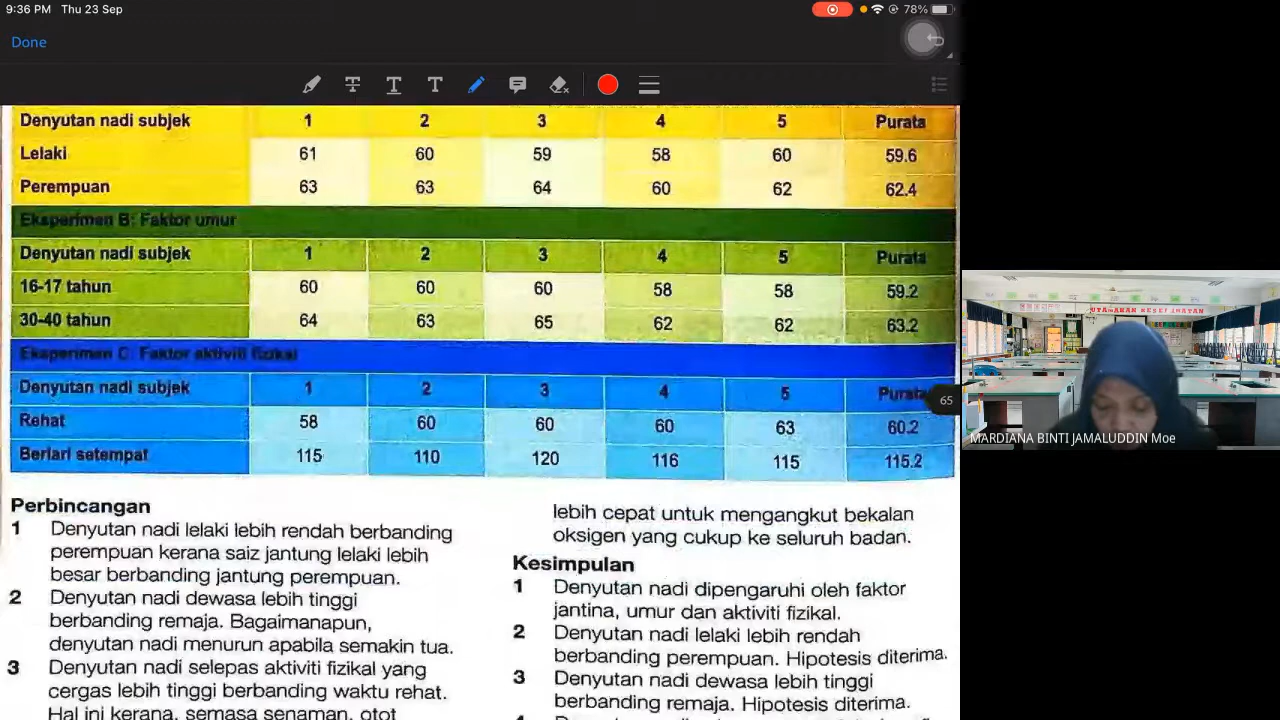 9:36 PM Thu 23 Sep
78%
Done
Denyutan nadi subjek 1 2 3 4 5 Purata
Lelaki 61 60 59 58 60 59.6
Perempuan 63 63 64 60 62 62.4
Eksperimen B: Faktor umur
Denyutan nadi subjek 1 2 3 4 5 Purata
16-17 tahun 60 60 60 58 58 59.2
30-40 tahun 64 63 65 62 62 63.2
Eksperimen C: Faktor aktiviti fizikal
Denyutan nadi subjek 1 2 3 4 5 Purata
65
Rehat 58 60 60 60 63 60.2
Berlari setempat 115 110 120 116 115 115.2
Perbincangan
1 Denyutan nadi lelaki lebih rendah berbanding
perempuan kerana saiz jantung lelaki lebih
besar berbanding jantung perempuan.
2 Denyutan nadi dewasa lebih tinggi
berbanding remaja. Bagaimanapun,
denyutan nadi menurun apabila semakin tua.
3 Denyutan nadi selepas aktiviti fizikal yang
cergas lebih tinggi berbanding waktu rehat.
Hal ini kerana, semasa senaman, otot
lebih cepat untuk mengangkut bekalan
oksigen yang cukup ke seluruh badan.
Kesimpulan
1 Denyutan nadi dipengaruhi oleh faktor
jantina, umur dan aktiviti fizikal.
2 Denyutan nadi lelaki lebih rendah
berbanding perempuan. Hipotesis diterima.
3 Denyutan nadi dewasa lebih tinggi
berbanding remaja. Hipotesis diterima.
MARDIANA BINTI JAMALUDDIN Moe